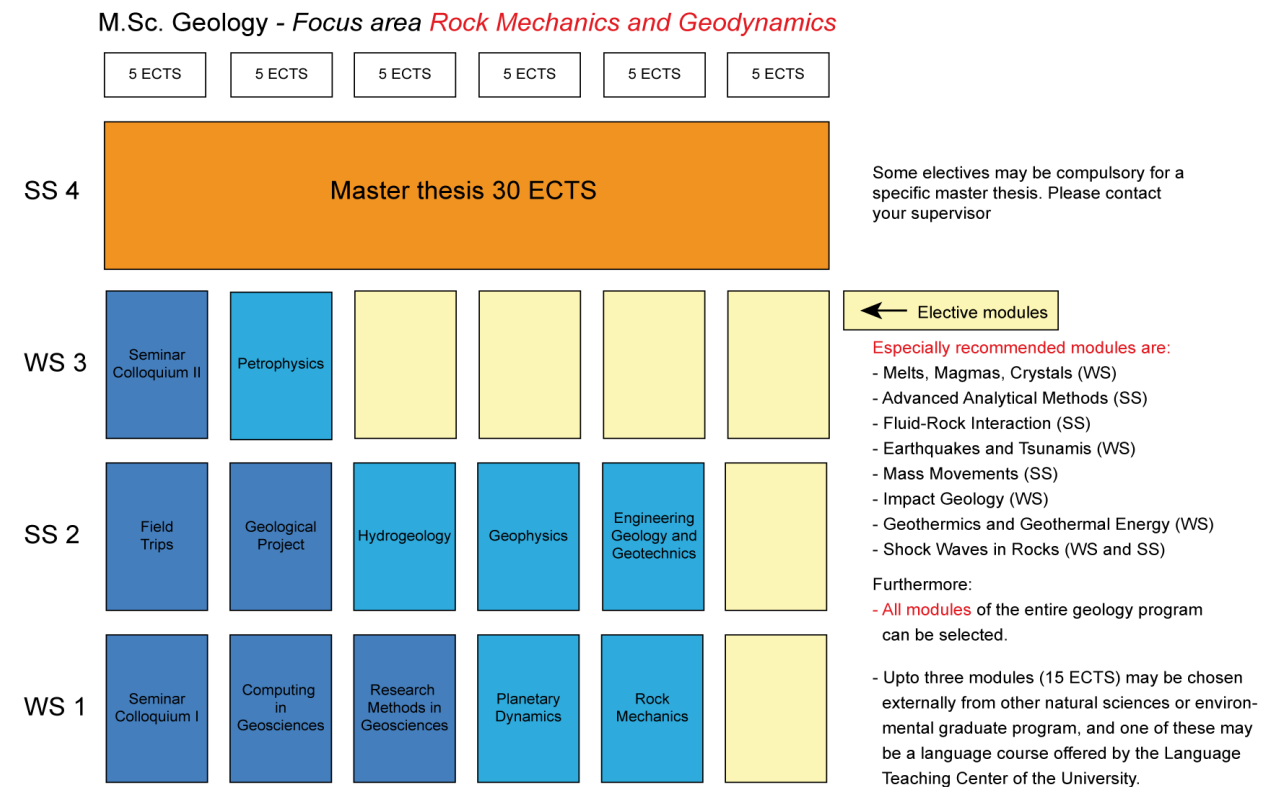 M.Sc. Geology - Focus area Rock Mechanics and Geodynamics
5 ECTS
5 ECTS
5 ECTS
5 ECTS
5 ECTS
5 ECTS
SS 4
Master thesis 30 ECTS
Some electives may be compulsory for a
specific master thesis. Please contact
your supervisor
WS 3
Seminar
Colloquium II
Petrophysics
Elective modules
Especially recommended modules are:
- Melts, Magmas, Crystals (WS)
- Advanced Analytical Methods (SS)
- Fluid-Rock Interaction (SS)
- Earthquakes and Tsunamis (WS)
- Mass Movements (SS)
- Impact Geology (WS)
- Geothermics and Geothermal Energy (WS)
- Shock Waves in Rocks (WS and SS)
SS 2
Field
Trips
Geological
Project
Hydrogeology
Geophysics
Engineering
Geology and
Geotechnics
Furthermore:
- All modules of the entire geology program
can be selected.
WS 1
Seminar
Colloquium I
Computing
in
Geosciences
Research
Methods in
Geosciences
Planetary
Dynamics
Rock
Mechanics
- Upto three modules (15 ECTS) may be chosen
externally from other natural sciences or environ-
mental graduate program, and one of these may
be a language course offered by the Language
Teaching Center of the University.